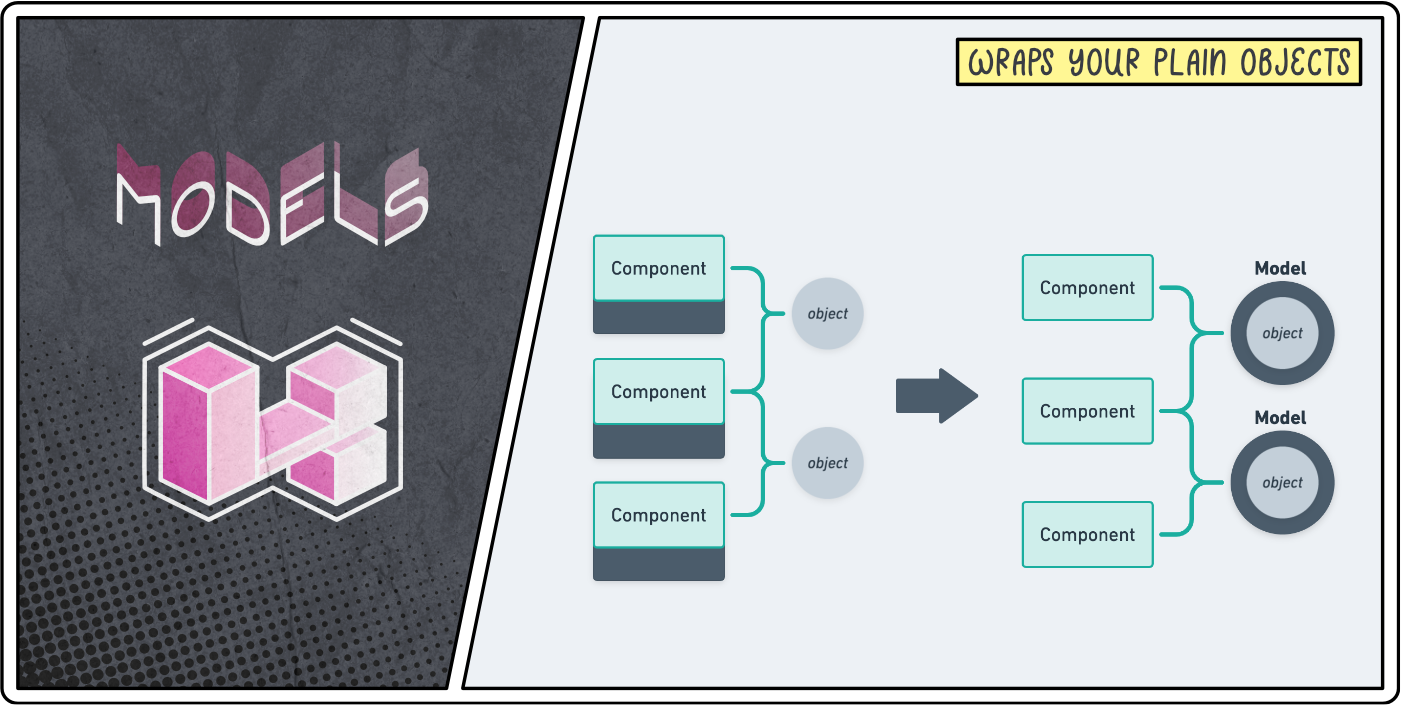 MODELS
WRAPS YOUR PLAIN OBJECTS
Component
object
Component
object
Component
Component
Model
object
Component
Model
object
Component